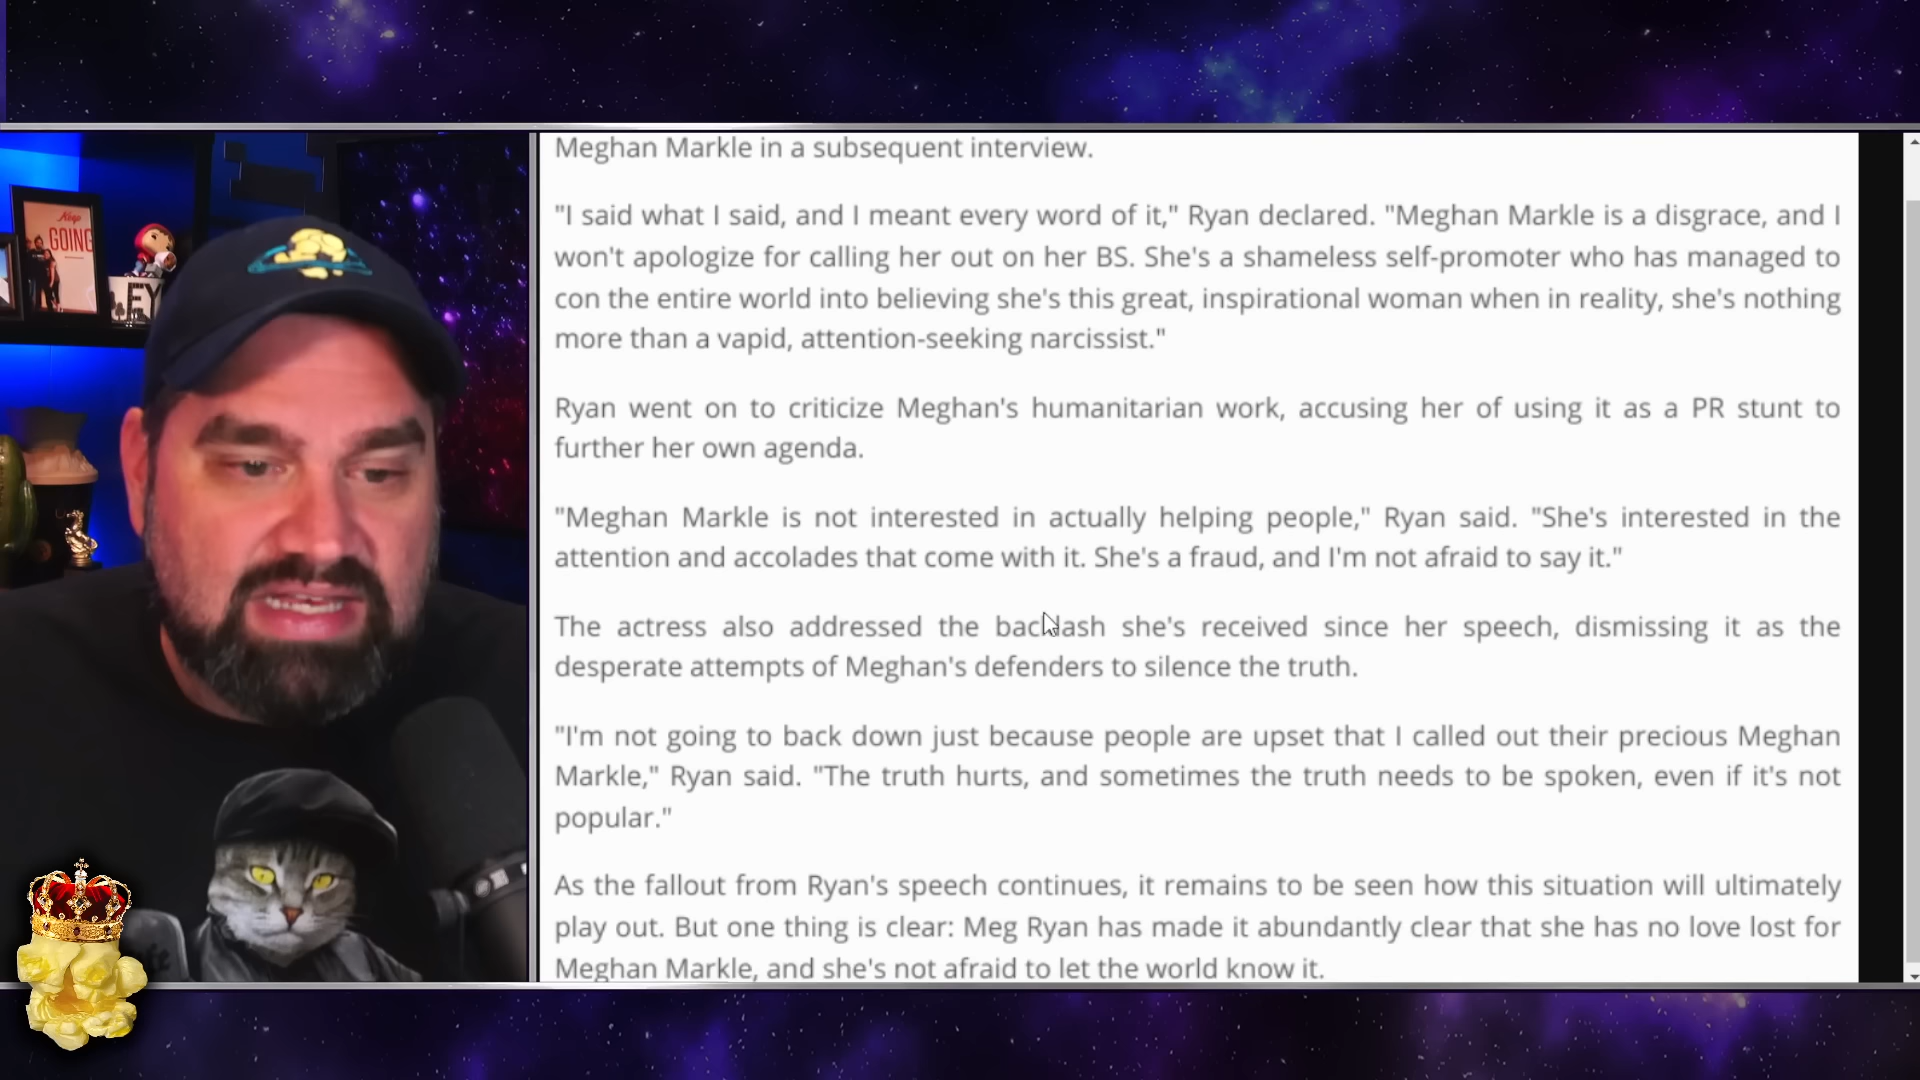 Meghan Markle in a subsequent interview.
"I said what I said, and I meant every word of it," Ryan declared. "Meghan Markle is a disgrace, and I
won't apologize for calling her out on her BS. She's a shameless self-promoter who has managed to
con the entire world into believing she's this great, inspirational woman when in reality, she's nothing
more than a vapid, attention-seeking narcissist."
Ryan went on to criticize Meghan's humanitarian work, accusing her of using it as a PR stunt to
further her own agenda.
"Meghan Markle is not interested in actually helping people," Ryan said. "She's interested in the
attention and accolades that come with it. She's a fraud, and I'm not afraid to say it."
The actress also addressed the backlash she's received since her speech, dismissing it as the
desperate attempts of Meghan's defenders to silence the truth.
"I'm not going to back down just because people are upset that I called out their precious Meghan
Markle," Ryan said. "The truth hurts, and sometimes the truth needs to be spoken, even if it's not
popular."
As the fallout from Ryan's speech continues, it remains to be seen how this situation will ultimately
play out. But one thing is clear: Meg Ryan has made it abundantly clear that she has no love lost for
Meghan Markle, and she's not afraid to let the world know it.
GOING